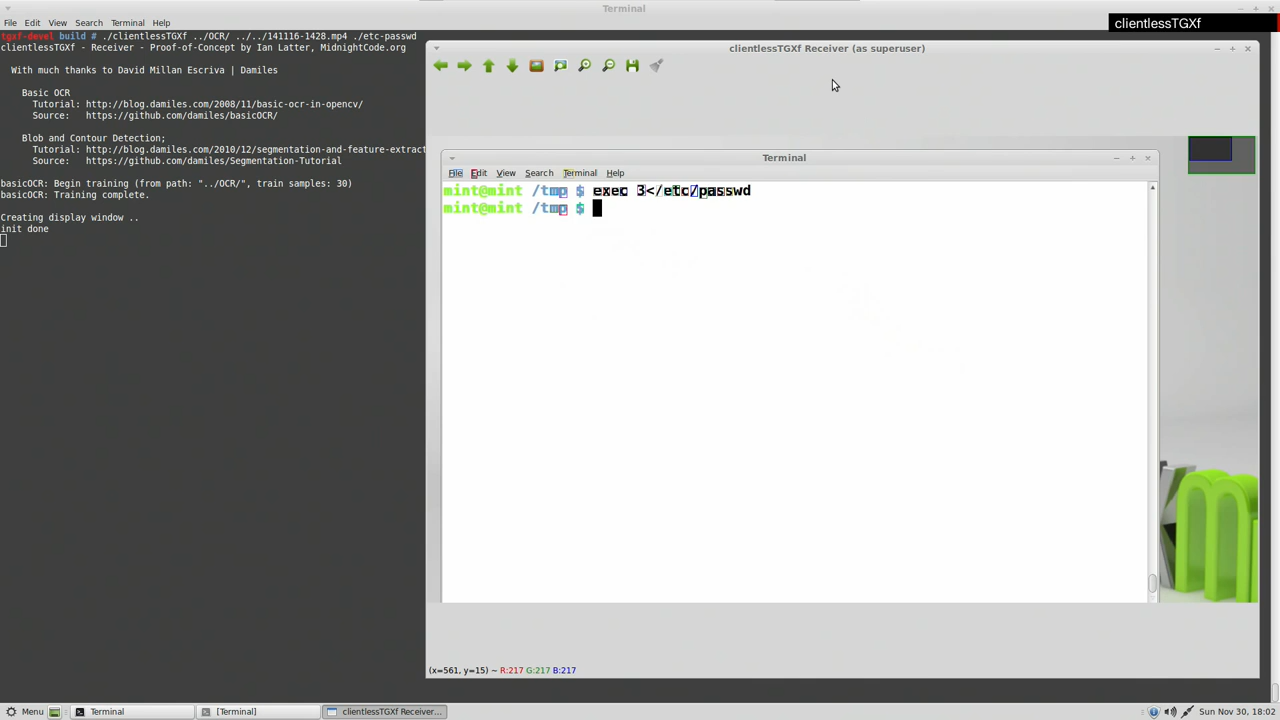 Terminal
clientlessTGXf
File Edit View Search Terminal Help
tgxf-devel build # ./clientlessTGXf ../OCR/ ../../141116-1428.mp4 ./etc-passwd
clientlessTGXf - Receiver - Proof-of-Concept by Ian Latter, MidnightCode.org
With much thanks to David Millan Escriva | Damiles
Basic OCR
Tutorial: http://blog.damiles.com/2008/11/basic-ocr-in-opencv/
Source: https://github.com/damiles/basicOCR/
Blob and Contour Detection;
Tutorial: http://blog.damiles.com/2010/12/segmentation-and-feature-extract
Source: https://github.com/damiles/Segmentation-Tutorial
basicOCR: Begin training (from path: "../OCR/", train samples: 30)
basicOCR: Training complete.
Creating display window ..
init done
clientlessTGXf Receiver (as superuser)
Terminal
File Edit View Search Terminal Help
mint@mint /tmp $ exec 3</etc/passwd
mint@mint /tmp $
(x=561, y=15) ~ R:217 G:217 B:217
Menu Terminal [Terminal] clientlessTGXf Receiver... Sun Nov 30, 18:02